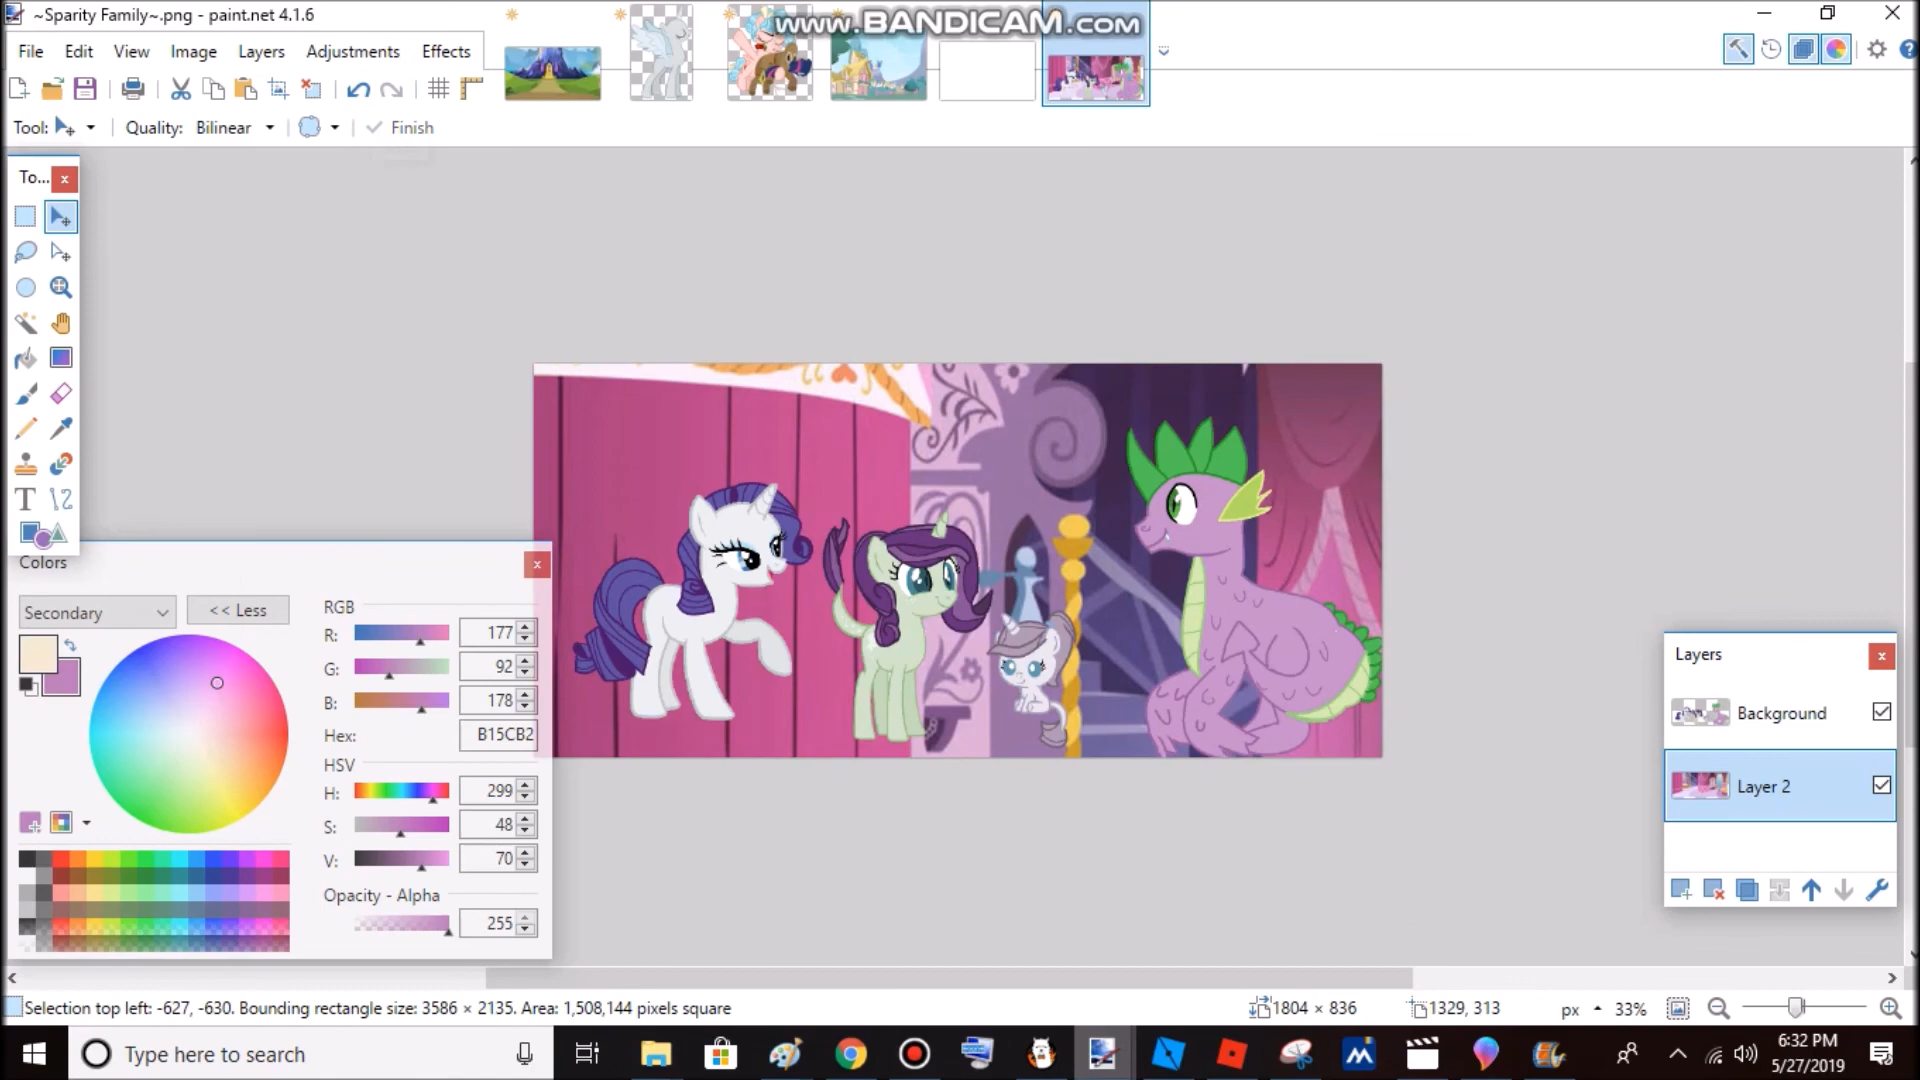 ~Sparity Family~.png - paint.net 4.1.6
www.BANDICAM.com
File Edit View Image Layers Adjustments Effects
Tool: Quality: Bilinear Finish
To...
Colors
Secondary << Less
RGB
R: 177
G: 92
B: 178
Hex: B15CB2
HSV
H: 299
S: 48
V: 70
Opacity - Alpha
255
Layers
Background
Layer 2
Selection top left: -627, -630. Bounding rectangle size: 3586 × 2135. Area: 1,508,144 pixels square 1804 × 836 1329, 313 px 33%
Type here to search
6:32 PM
5/27/2019